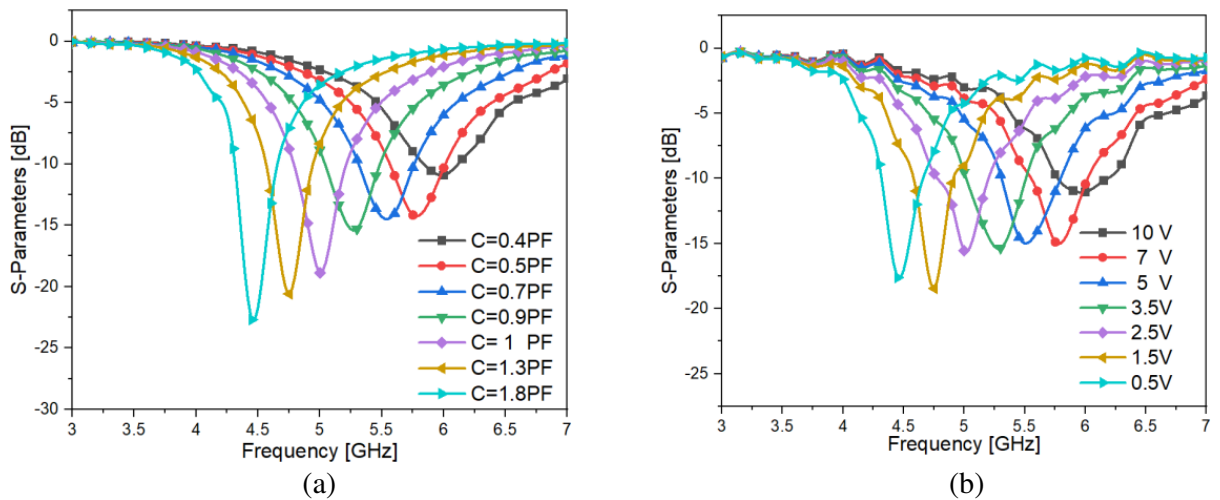 0
-5
-10
-15
-20
-25
-30
S-Parameters [dB]
C=0.4PF
C=0.5PF
C=0.7PF
C=0.9PF
C= 1 PF
C=1.3PF
C=1.8PF
3 3.5 4 4.5 5 5.5 6 6.5 7
Frequency [GHz]
(a)
0
-5
-10
-15
-20
-25
S-Parameters [dB]
10 V
7 V
5 V
3.5V
2.5V
1.5V
0.5V
3 3.5 4 4.5 5 5.5 6 6.5 7
Frequency [GHz]
(b)